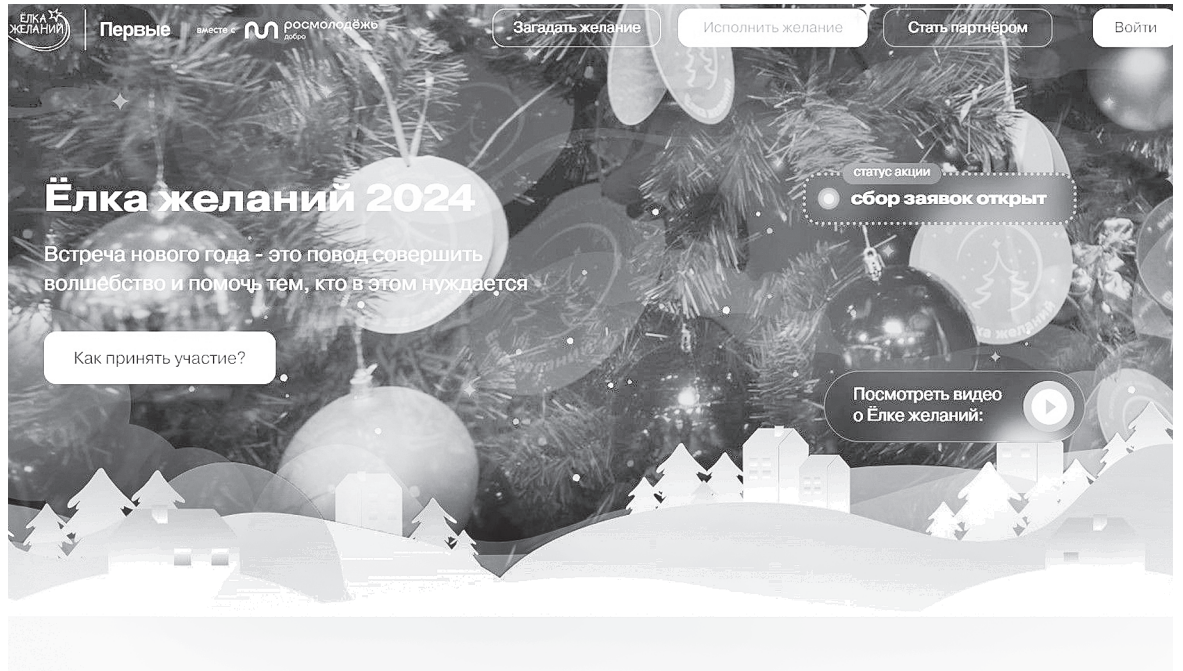 ЁЛКА
ЖЕЛАНИЙ
Первые
вместе с
росмолодёжь
добро
Загадать желание
Исполнить желание
Стать партнёром
Войти
статус акции
сбор заявок открыт
Ёлка желаний 2024
Встреча нового года - это повод совершить
волшебство и помочь тем, кто в этом нуждается
Как принять участие?
Посмотреть видео
о Ёлке желаний: